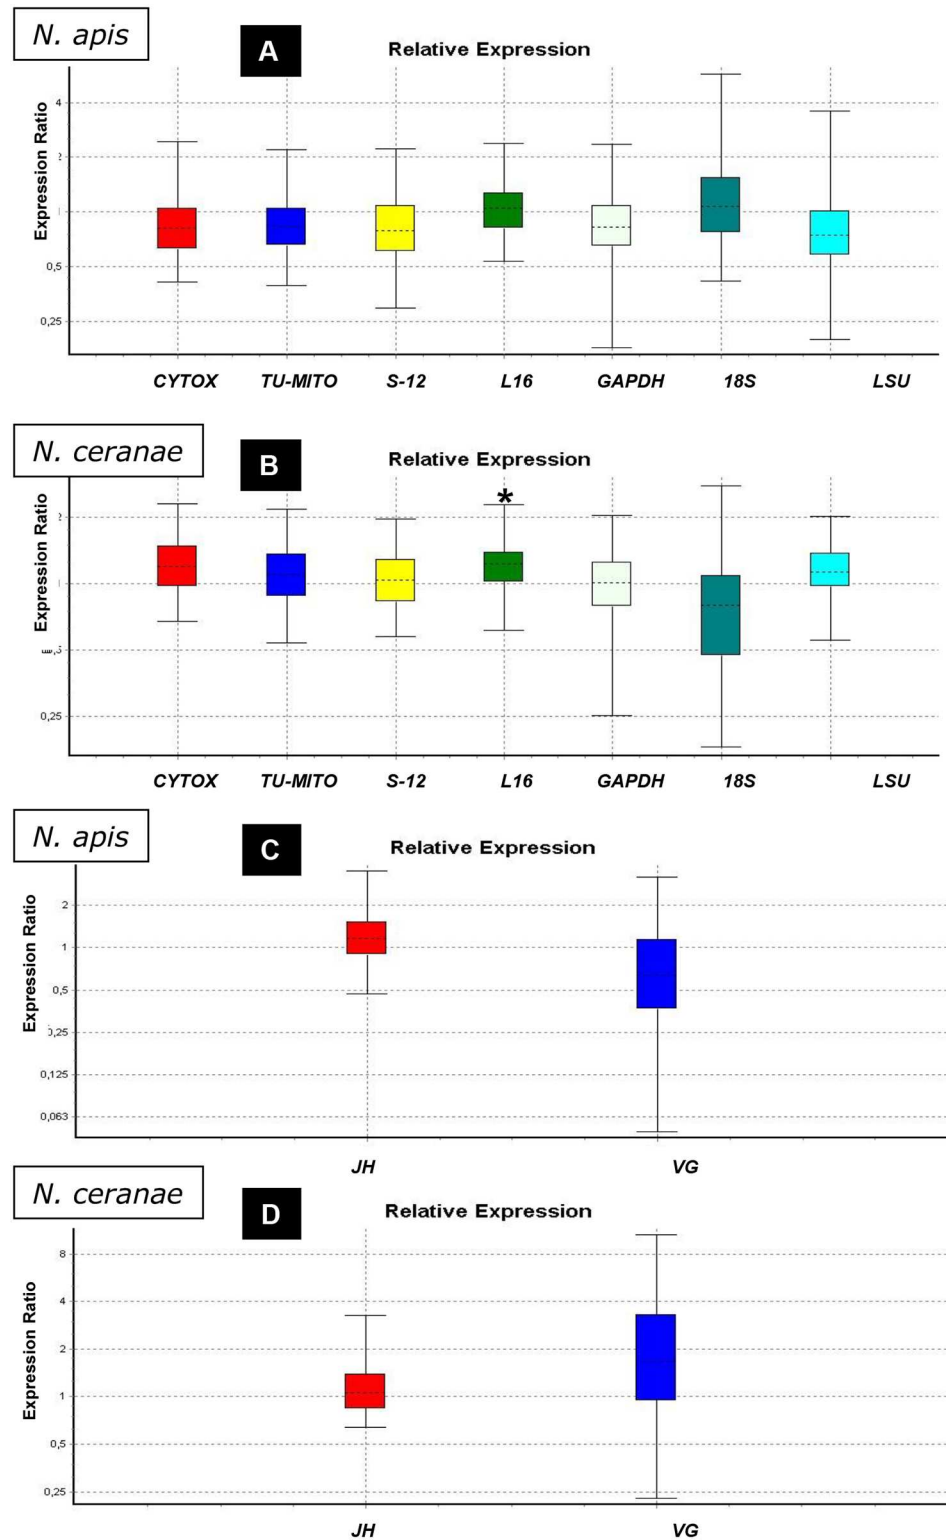 N. apis
A
Relative Expression
Expression Ratio
4
2
1
0,5
0,25
CYTOX TU-MITO S-12 L16 GAPDH 18S LSU
N. ceranae
B
Relative Expression
*
Expression Ratio
2
1
0,25
CYTOX TU-MITO S-12 L16 GAPDH 18S LSU
N. apis
C
Relative Expression
Expression Ratio
2
1
0,5
0,25
0,125
0,063
JH VG
N. ceranae
D
Relative Expression
Expression Ratio
8
4
2
1
0,5
0,25
JH VG